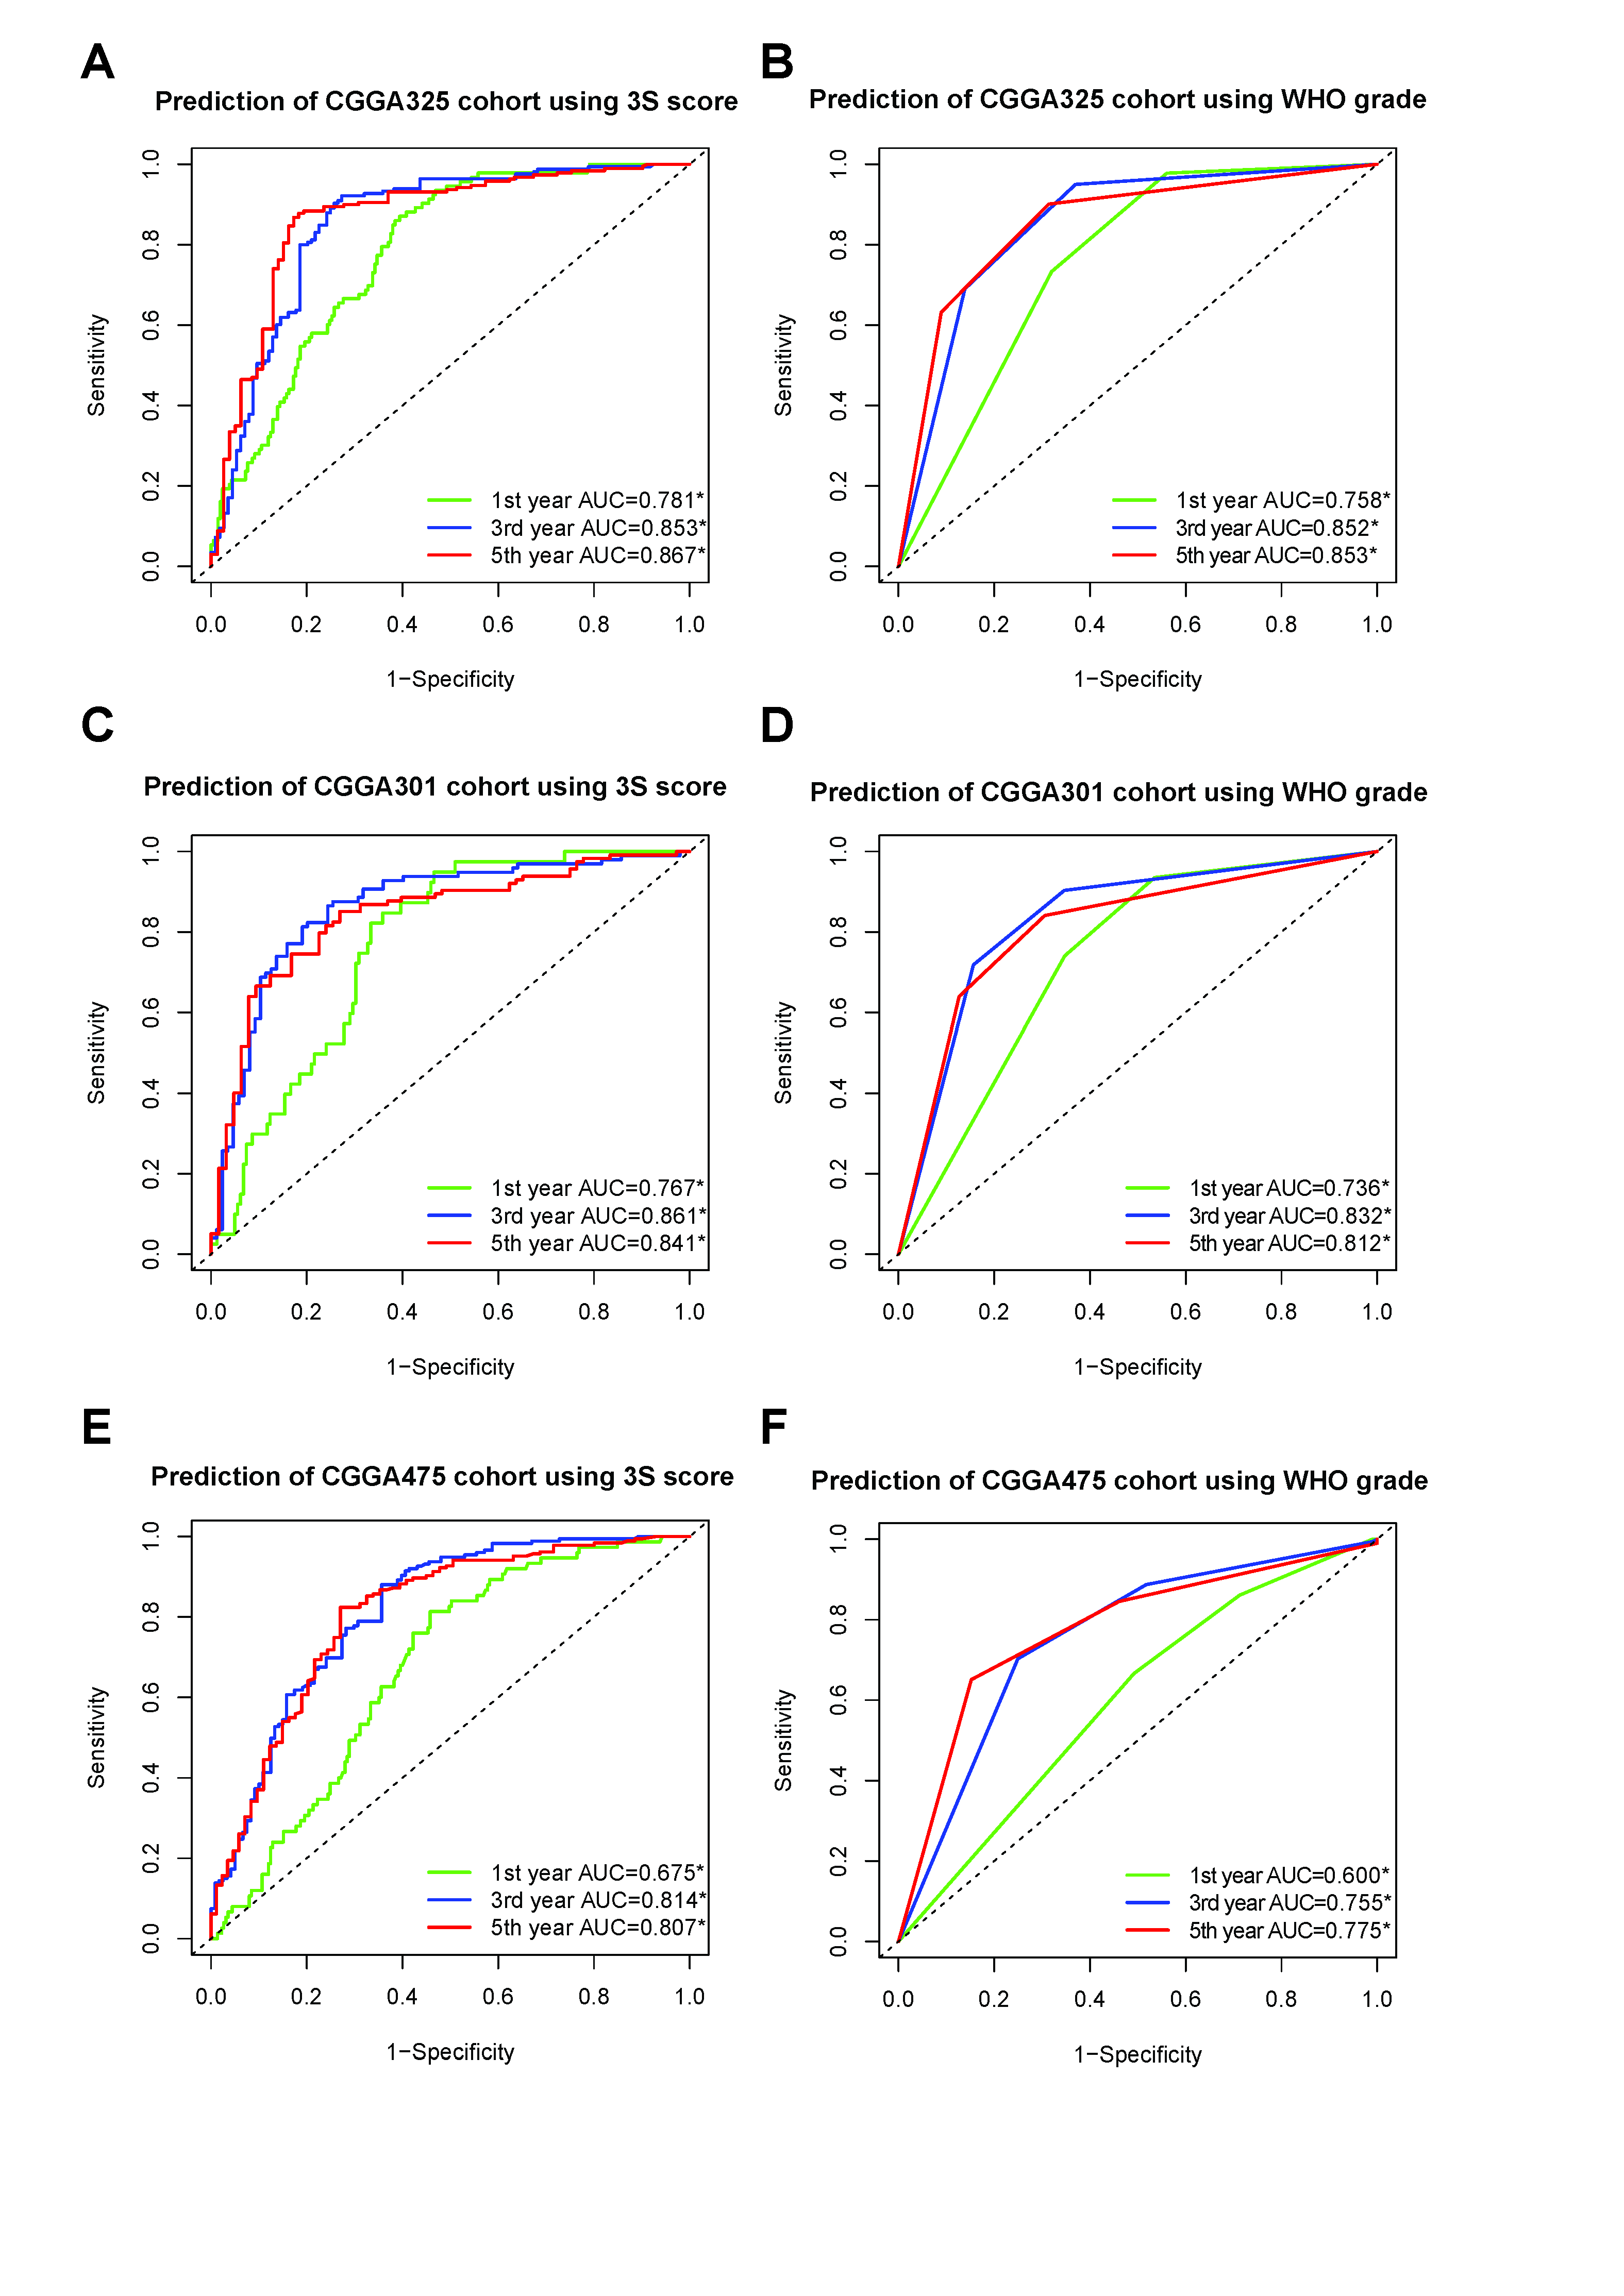 A
Prediction of CGGA325 cohort using 3S score
Sensitivity
0.0 0.2 0.4 0.6 0.8 1.0
1st year AUC=0.781*
3rd year AUC=0.853*
5th year AUC=0.867*
0.0 0.2 0.4 0.6 0.8 1.0
1−Specificity
B
Prediction of CGGA325 cohort using WHO grade
Sensitivity
0.0 0.2 0.4 0.6 0.8 1.0
1st year AUC=0.758*
3rd year AUC=0.852*
5th year AUC=0.853*
0.0 0.2 0.4 0.6 0.8 1.0
1−Specificity
C
Prediction of CGGA301 cohort using 3S score
Sensitivity
0.0 0.2 0.4 0.6 0.8 1.0
1st year AUC=0.767*
3rd year AUC=0.861*
5th year AUC=0.841*
0.0 0.2 0.4 0.6 0.8 1.0
1−Specificity
D
Prediction of CGGA301 cohort using WHO grade
Sensitivity
0.0 0.2 0.4 0.6 0.8 1.0
1st year AUC=0.736*
3rd year AUC=0.832*
5th year AUC=0.812*
0.0 0.2 0.4 0.6 0.8 1.0
1−Specificity
E
Prediction of CGGA475 cohort using 3S score
Sensitivity
0.0 0.2 0.4 0.6 0.8 1.0
1st year AUC=0.675*
3rd year AUC=0.814*
5th year AUC=0.807*
0.0 0.2 0.4 0.6 0.8 1.0
1−Specificity
F
Prediction of CGGA475 cohort using WHO grade
Sensitivity
0.0 0.2 0.4 0.6 0.8 1.0
1st year AUC=0.600*
3rd year AUC=0.755*
5th year AUC=0.775*
0.0 0.2 0.4 0.6 0.8 1.0
1−Specificity